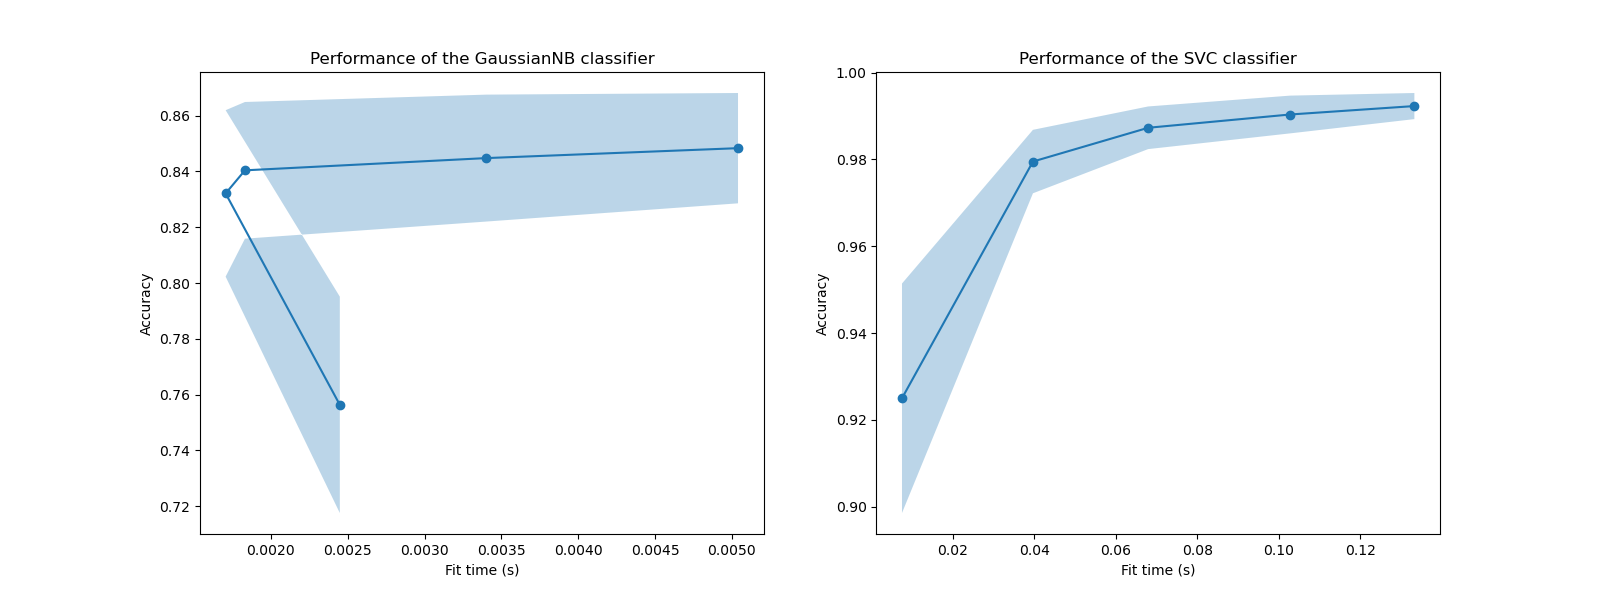 Performance of the GaussianNB classifier
Accuracy
0.86
0.84
0.82
0.80
0.78
0.76
0.74
0.72
0.0020 0.0025 0.0030 0.0035 0.0040 0.0045 0.0050
Fit time (s)
Performance of the SVC classifier
Accuracy
1.00
0.98
0.96
0.94
0.92
0.90
0.02 0.04 0.06 0.08 0.10 0.12
Fit time (s)